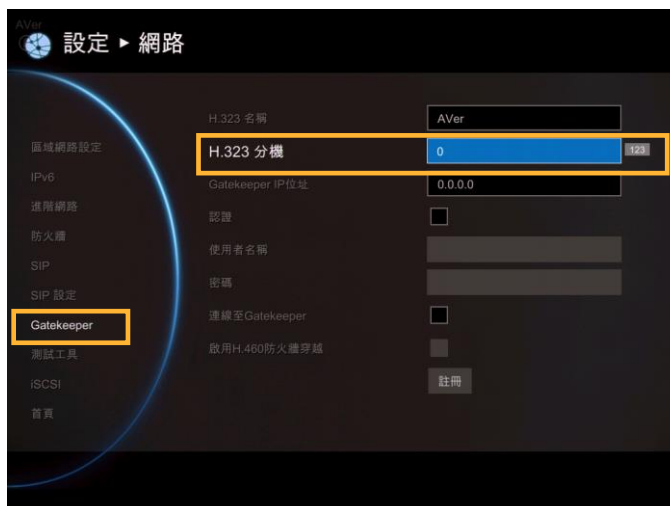 AVer
設定 ▸ 網路
區域網路設定
IPv6
進階網路
防火牆
SIP
SIP 設定
Gatekeeper
測試工具
iSCSI
首頁
H.323 名稱 AVer
H.323 分機 0 123
Gatekeeper IP位址 0.0.0.0
認證
使用者名稱
密碼
連線至Gatekeeper
啟用H.460防火牆穿越
註冊